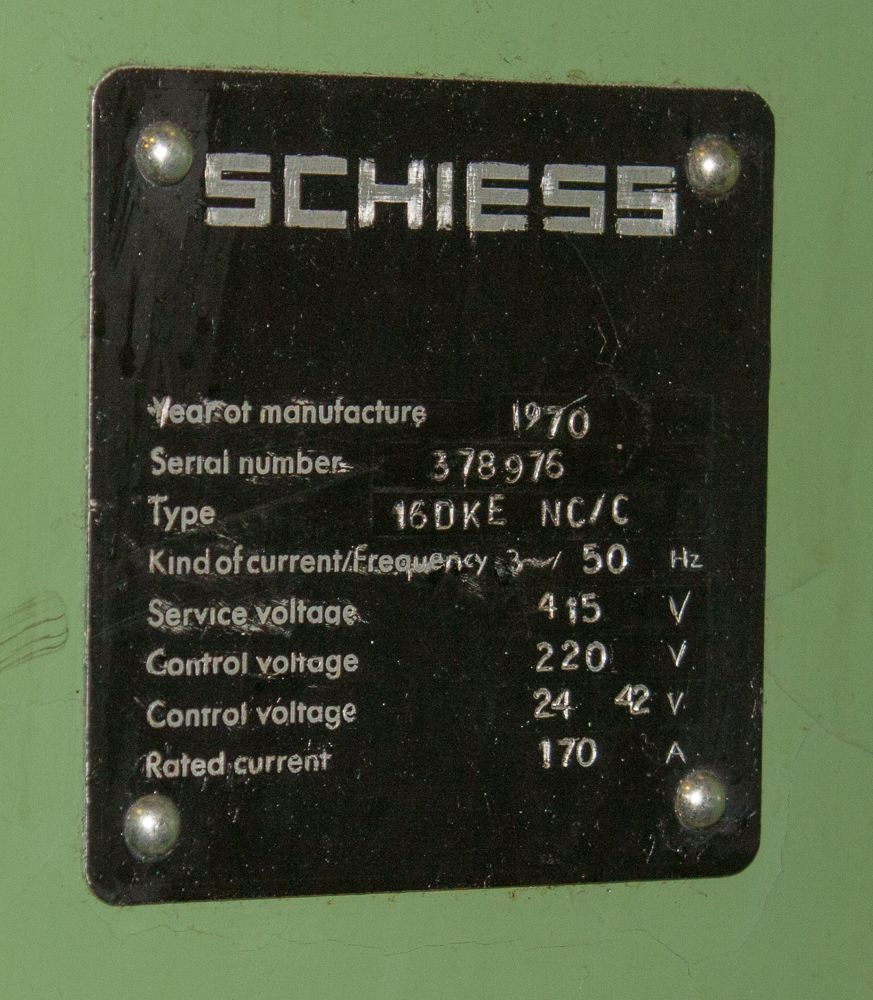 SCHIESS
Year of manufacture 1970
Serial number 378976
Type 16DKE NC/C
Kind of current/Frequency 3~/ 50 Hz
Service voltage 415 V
Control voltage 220 V
Control voltage 24 42 V
Rated current 170 A